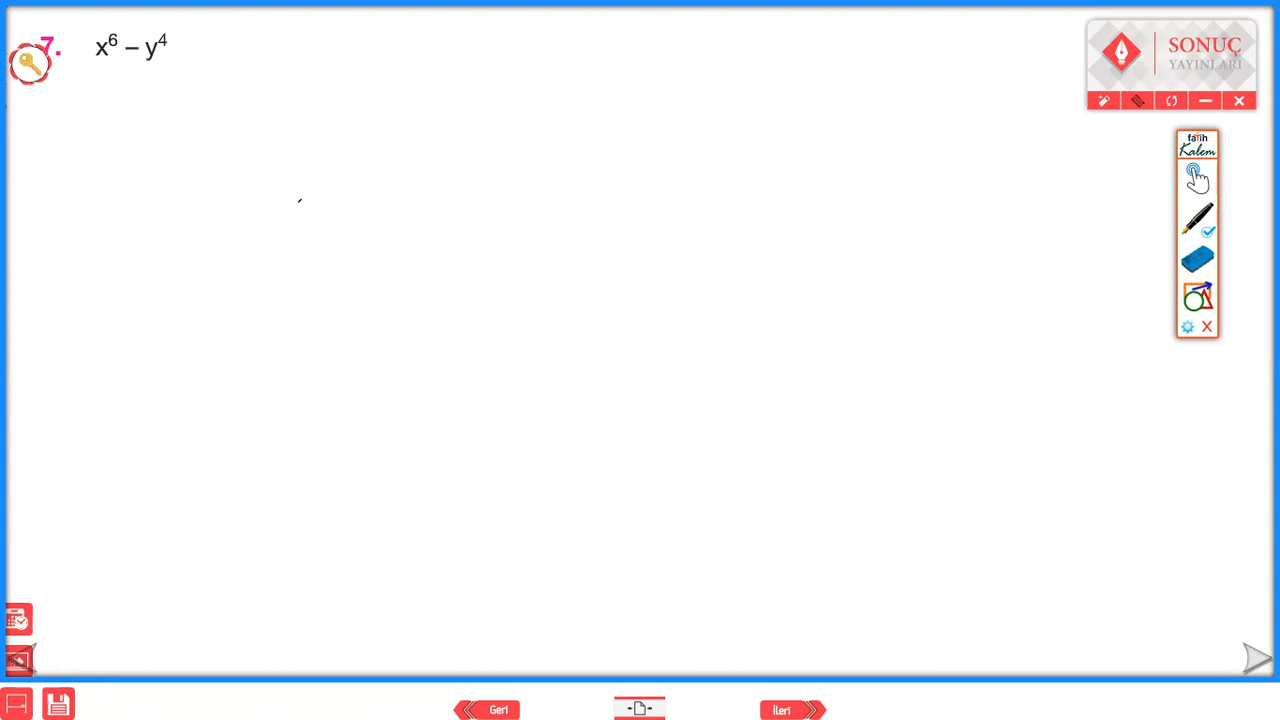 7. x⁶ – y⁴
SONUÇ
YAYINLARI
fatih
Kalem
Geri
İleri